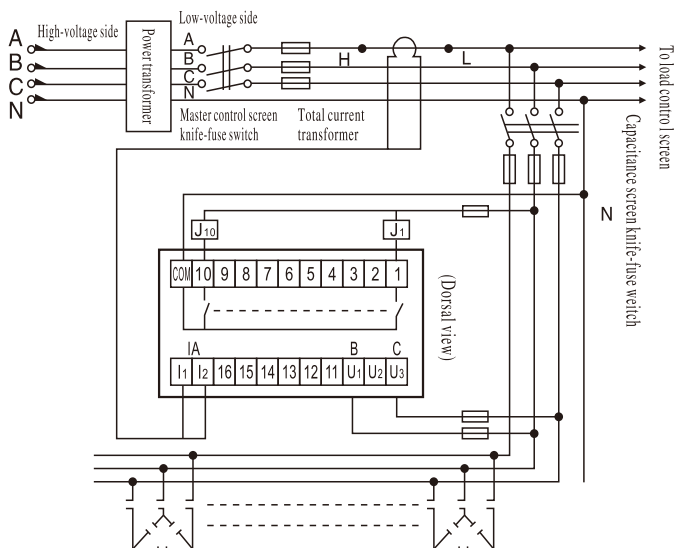 High-voltage side
Low-voltage side
A
B
C
N
Power transformer
A
B
C
N
H
L
Master control screen
knife-fuse switch
Total current
transformer
To load control screen
Capacitance screen knife-fuse weitch
N
J10
J1
COM 10 9 8 7 6 5 4 3 2 1
(Dorsal view)
IA
B
C
I1 I2 16 15 14 13 12 11 U1 U2 U3